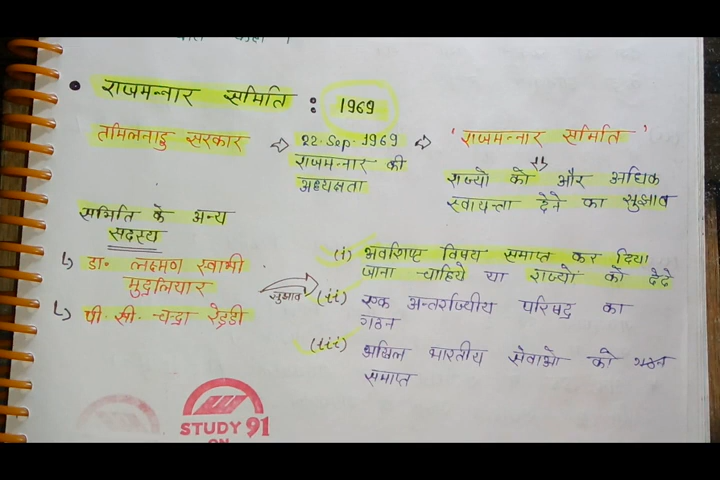 • राजमन्नार समिति : 1969
तमिलनाडु सरकार ⇨ 22. Sep. 1969 ⇨ 'राजमन्नार समिति'
राजमन्नार की
अध्यक्षता
राज्यो को और अधिक
स्वायत्ता देने का सुझाव
समिति के अन्य
सदस्य
↳ डा. लक्ष्मण स्वामी
मुद्रलियार
↳ पी. सी. चन्द्रा रेड्डी
सुझाव
(i) अवशिष्ट विषय समाप्त कर दिया
जाना चाहिये या राज्यों को देदे
(ii) एक अन्तर्राज्यीय परिषद् का
गठन
(iii) अखिल भारतीय सेवाओ को
समाप्त
STUDY 91